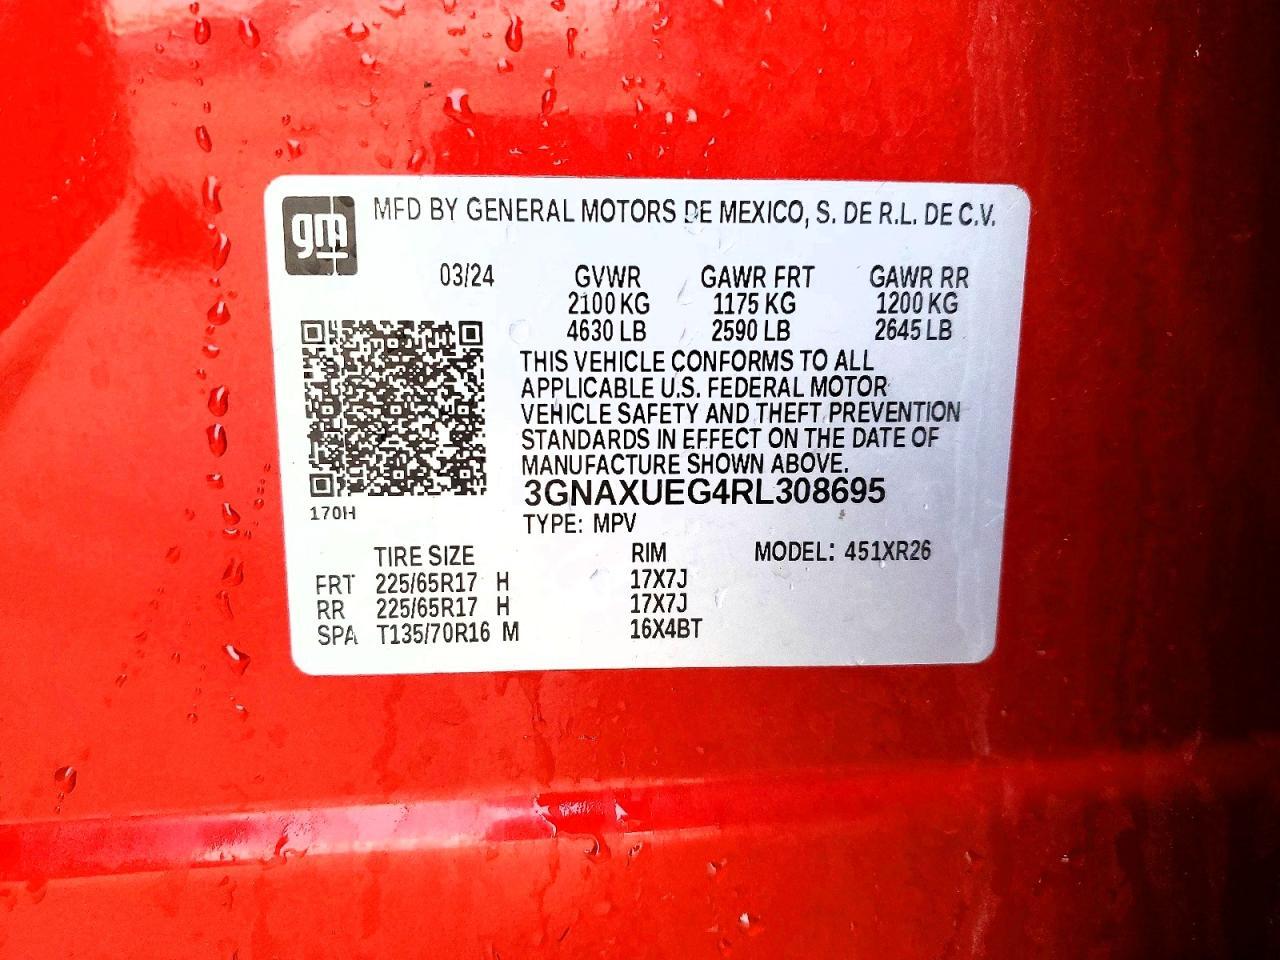 gm MFD BY GENERAL MOTORS DE MEXICO, S. DE R.L. DE C.V.
03/24 GVWR GAWR FRT GAWR RR
2100 KG 1175 KG 1200 KG
4630 LB 2590 LB 2645 LB
THIS VEHICLE CONFORMS TO ALL
APPLICABLE U.S. FEDERAL MOTOR
VEHICLE SAFETY AND THEFT PREVENTION
STANDARDS IN EFFECT ON THE DATE OF
MANUFACTURE SHOWN ABOVE.
3GNAXUEG4RL308695
170H
TYPE: MPV
TIRE SIZE RIM MODEL: 451XR26
FRT 225/65R17 H 17X7J
RR 225/65R17 H 17X7J
SPA T135/70R16 M 16X4BT